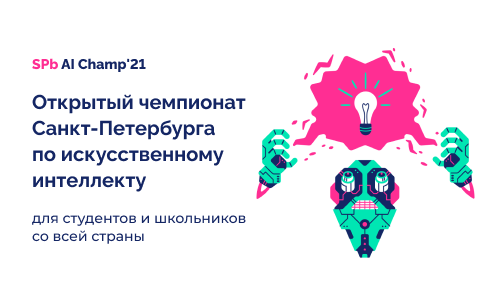 SPb AI Champ'21
Открытый чемпионат
Санкт-Петербурга
по искусственному
интеллекту
для студентов и школьников
со всей страны